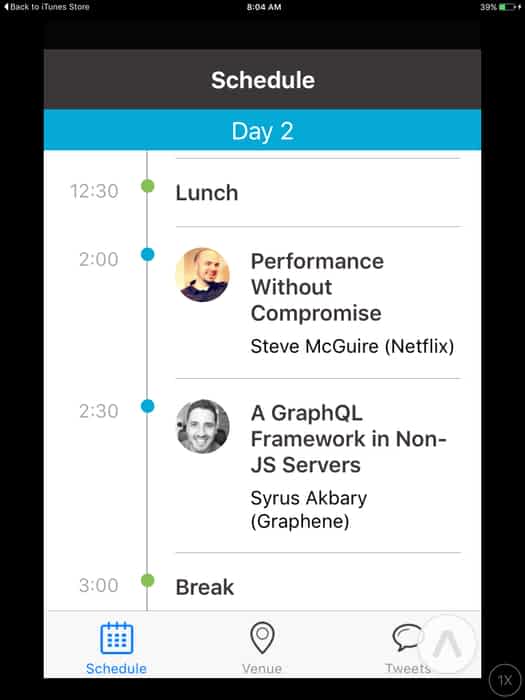 Back to iTunes Store 8:04 AM 39%
Schedule
Day 2
12:30 Lunch
2:00 Performance
Without
Compromise
Steve McGuire (Netflix)
2:30 A GraphQL
Framework in Non-
JS Servers
Syrus Akbary
(Graphene)
3:00 Break
Schedule Venue Tweets
1X